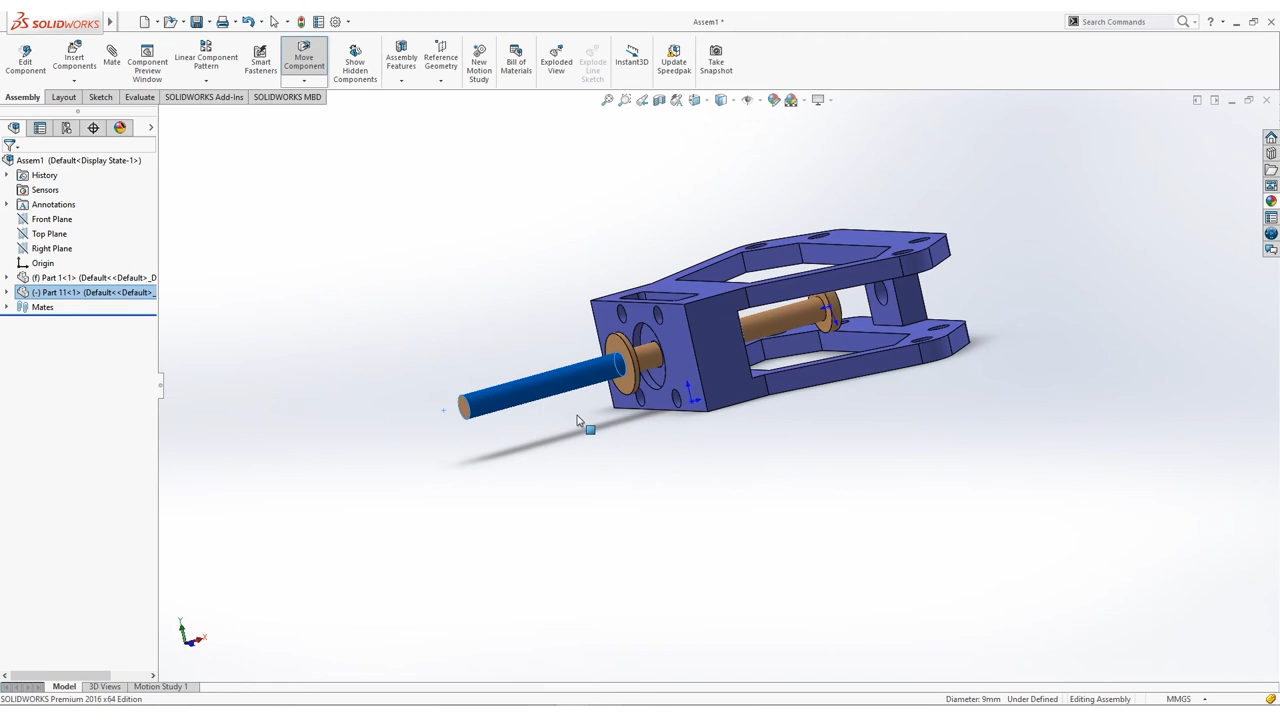 SOLIDWORKS
Assem1 *
Search Commands
?
Edit Component
Insert Components
Mate
Component Preview Window
Linear Component Pattern
Smart Fasteners
Move Component
Show Hidden Components
Assembly Features
Reference Geometry
New Motion Study
Bill of Materials
Exploded View
Explode Line Sketch
Instant3D
Update Speedpak
Take Snapshot
Assembly
Layout
Sketch
Evaluate
SOLIDWORKS Add-Ins
SOLIDWORKS MBD
Assem1 (Default<Display State-1>)
History
Sensors
Annotations
Front Plane
Top Plane
Right Plane
Origin
(f) Part 1<1> (Default<<Default>_D
(-) Part 11<1> (Default<<Default>_
Mates
Y
X
Model
3D Views
Motion Study 1
SOLIDWORKS Premium 2016 x64 Edition
Diameter: 9mm
Under Defined
Editing Assembly
MMGS